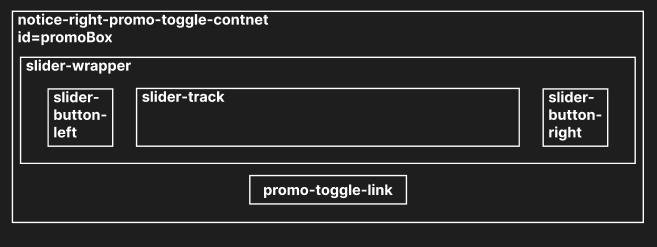 notice-right-promo-toggle-contnet
id=promoBox
slider-wrapper
slider-
button-
left
slider-track
slider-
button-
right
promo-toggle-link